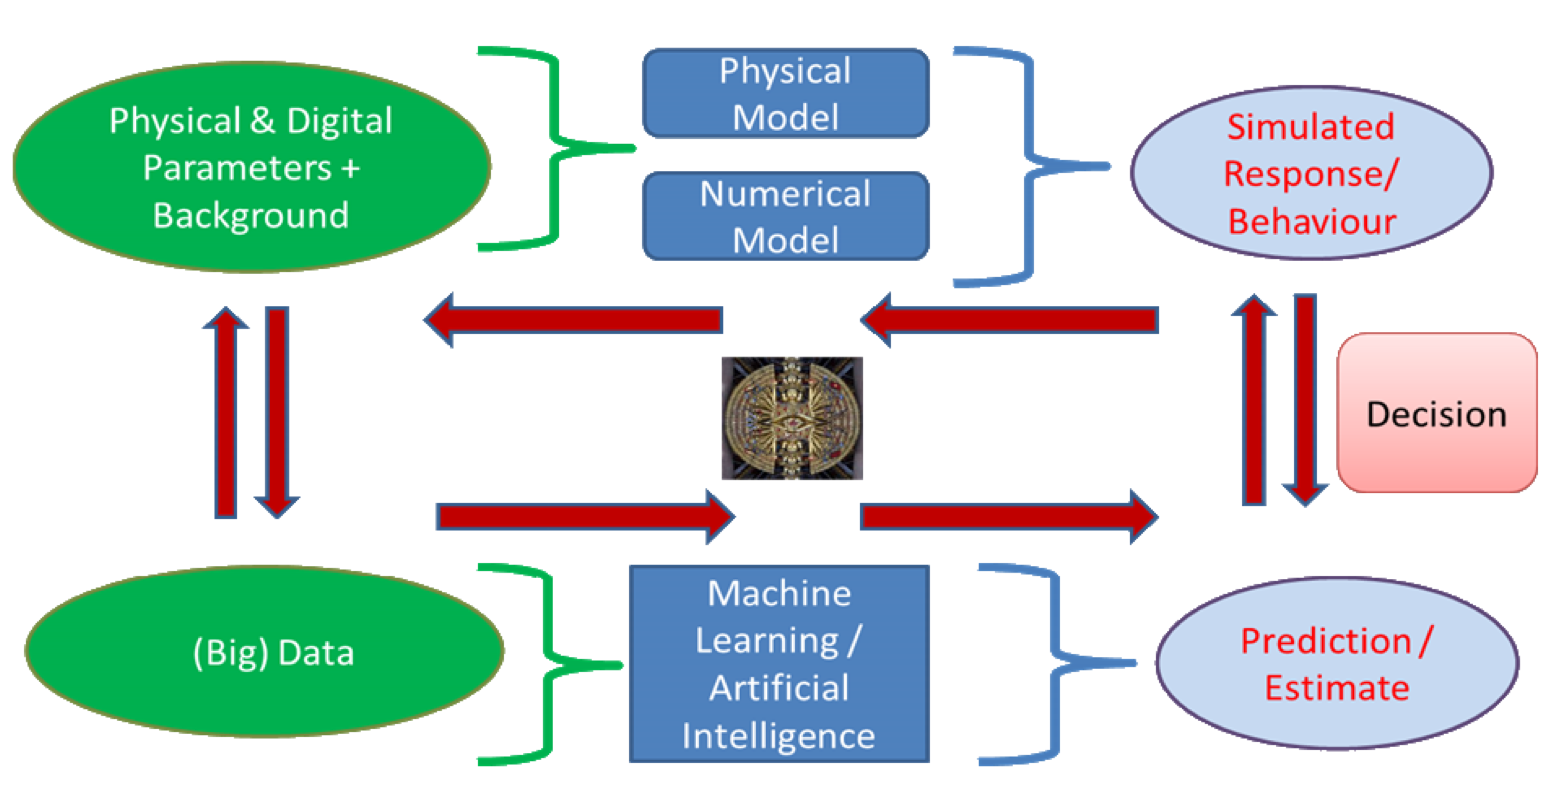 Physical & Digital
Parameters +
Background
Physical
Model
Numerical
Model
Simulated
Response/
Behaviour
Decision
(Big) Data
Machine
Learning /
Artificial
Intelligence
Prediction /
Estimate